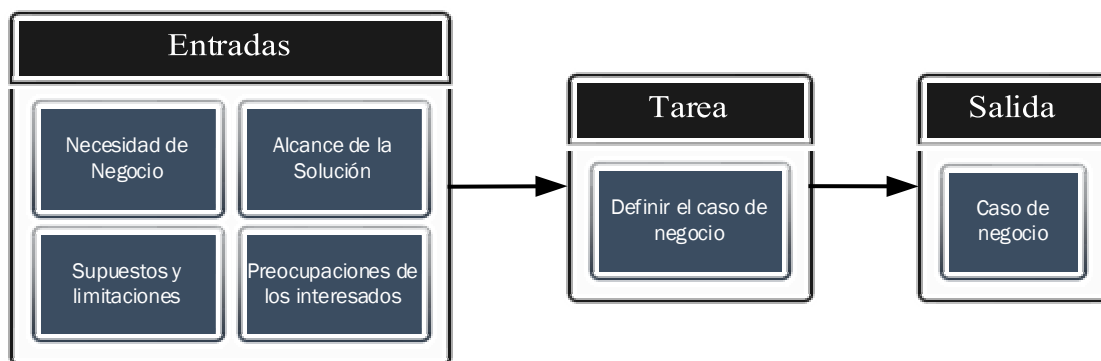 Entradas
Necesidad de
Negocio
Alcance de la
Solución
Supuestos y
limitaciones
Preocupaciones de
los interesados
Tarea
Definir el caso de
negocio
Salida
Caso de
negocio